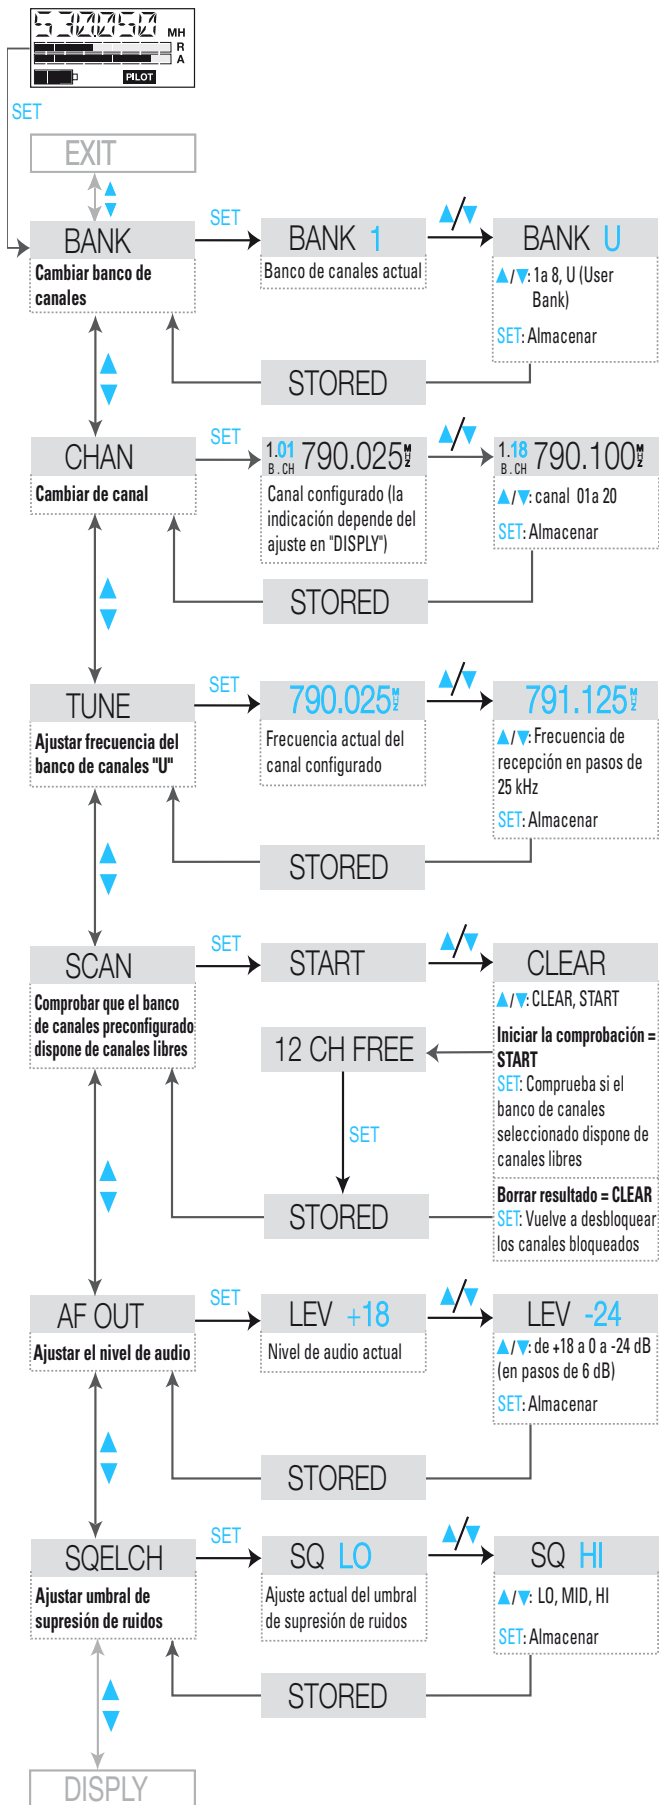 530.050 MH
R
A
PILOT
SET
EXIT
BANK
Cambiar banco de
canales
SET
BANK 1
Banco de canales actual
▲/▼
BANK U
▲/▼: 1a 8, U (User
Bank)
SET: Almacenar
STORED
CHAN
Cambiar de canal
SET
1.01 790.025 MHz
B . CH
Canal configurado (la
indicación depende del
ajuste en "DISPLY")
▲/▼
1.18 790.100 MHz
B . CH
▲/▼: canal 01a 20
SET: Almacenar
STORED
TUNE
Ajustar frecuencia del
banco de canales "U"
SET
790.025 MHz
Frecuencia actual del
canal configurado
▲/▼
791.125 MHz
▲/▼: Frecuencia de
recepción en pasos de
25 kHz
SET: Almacenar
STORED
SCAN
Comprobar que el banco
de canales preconfigurado
dispone de canales libres
SET
START
▲/▼
CLEAR
▲/▼: CLEAR, START
Iniciar la comprobación =
START
SET: Comprueba si el
banco de canales
seleccionado dispone de
canales libres
12 CH FREE
SET
Borrar resultado = CLEAR
SET: Vuelve a desbloquear
los canales bloqueados
STORED
AF OUT
Ajustar el nivel de audio
SET
LEV +18
Nivel de audio actual
▲/▼
LEV -24
▲/▼: de +18 a 0 a -24 dB
(en pasos de 6 dB)
SET: Almacenar
STORED
SQELCH
Ajustar umbral de
supresión de ruidos
SET
SQ LO
Ajuste actual del umbral
de supresión de ruidos
▲/▼
SQ HI
▲/▼: LO, MID, HI
SET: Almacenar
STORED
DISPLY